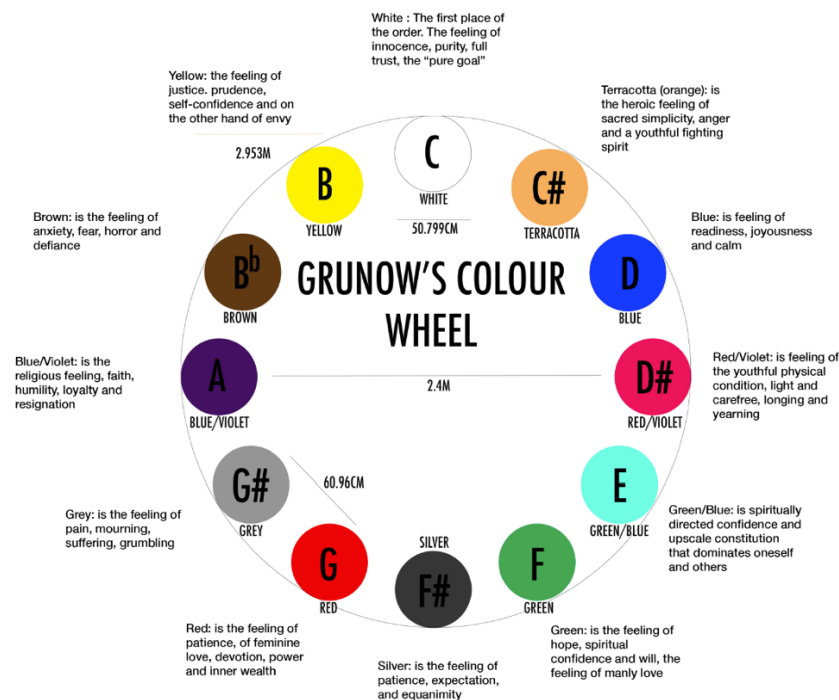 White : The first place of
the order. The feeling of
innocence, purity, full
trust, the “pure goal”
Yellow: the feeling of
justice. prudence,
self-confidence and on
the other hand of envy
Terracotta (orange): is
the heroic feeling of
sacred simplicity, anger
and a youthful fighting
spirit
2.953M
B
YELLOW
C
WHITE
50.799CM
C#
TERRACOTTA
Brown: is the feeling of
anxiety, fear, horror and
defiance
Bb
BROWN
GRUNOW'S COLOUR
WHEEL
D
BLUE
Blue: is feeling of
readiness, joyousness
and calm
Blue/Violet: is the
religious feeling, faith,
humility, loyalty and
resignation
A
BLUE/VIOLET
2.4M
D#
RED/VIOLET
Red/Violet: is feeling of
the youthful physical
condition, light and
carefree, longing and
yearning
Grey: is the feeling of
pain, mourning,
suffering, grumbling
G#
GREY
60.96CM
E
GREEN/BLUE
Green/Blue: is spiritually
directed confidence and
upscale constitution
that dominates oneself
and others
G
RED
SILVER
F#
F
GREEN
Red: is the feeling of
patience, of feminine
love, devotion, power
and inner wealth
Silver: is the feeling of
patience, expectation,
and equanimity
Green: is the feeling of
hope, spiritual
confidence and will, the
feeling of manly love